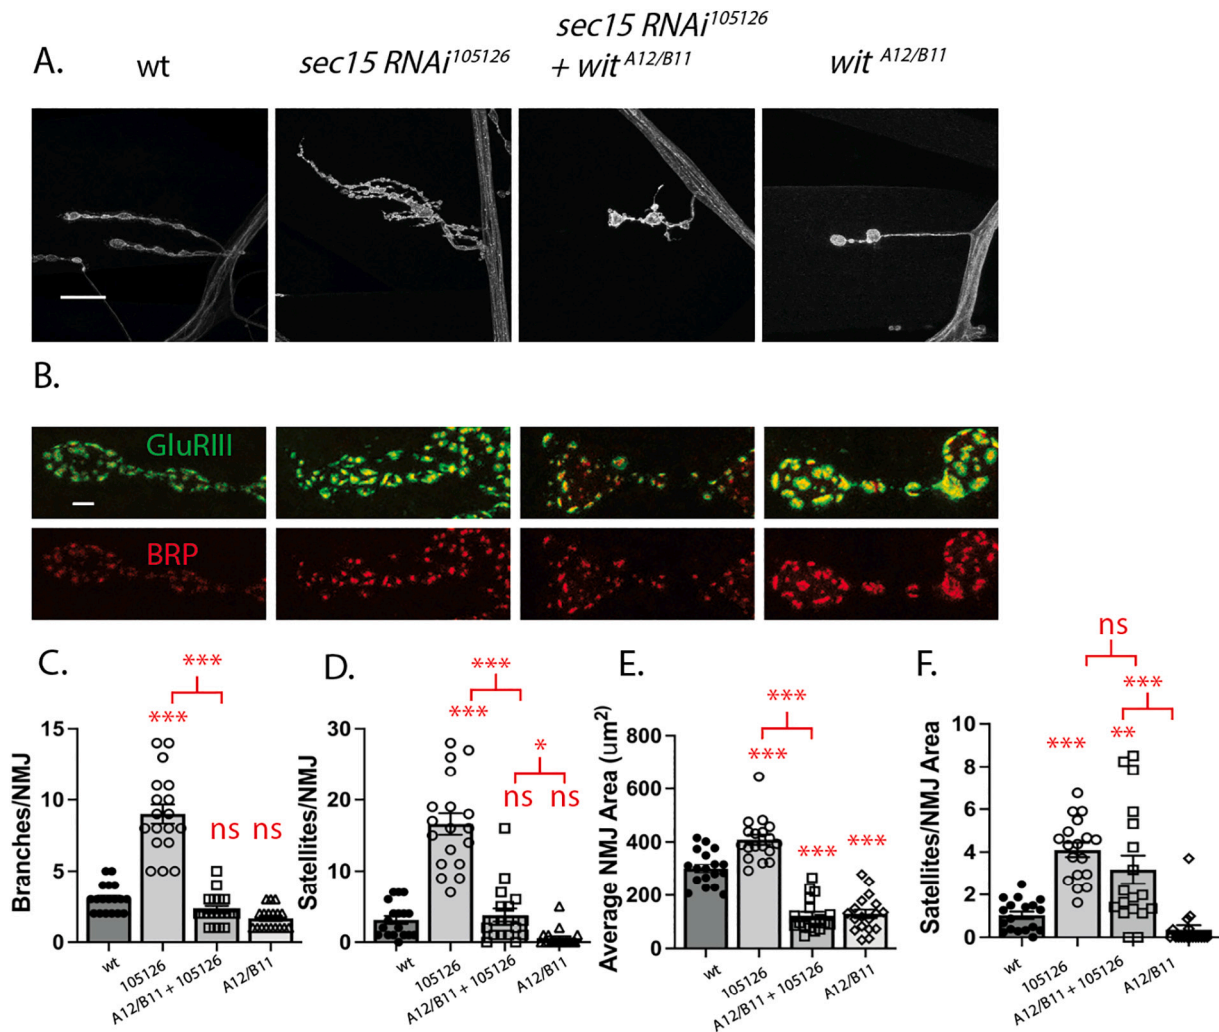 A.
wt
sec15 RNAi105126
sec15 RNAi105126
+ wit A12/B11
wit A12/B11
B.
GluRIII
BRP
C.
***
***
ns
ns
Branches/NMJ
15
10
5
0
wt
105126
A12/B11 + 105126
A12/B11
D.
***
***
*
ns
ns
Satellites/NMJ
30
20
10
0
wt
105126
A12/B11 + 105126
A12/B11
E.
***
***
***
***
Average NMJ Area (um2)
800
600
400
200
0
wt
105126
A12/B11 + 105126
A12/B11
F.
ns
***
***
**
Satellites/NMJ Area
10
8
6
4
2
0
wt
105126
A12/B11 + 105126
A12/B11